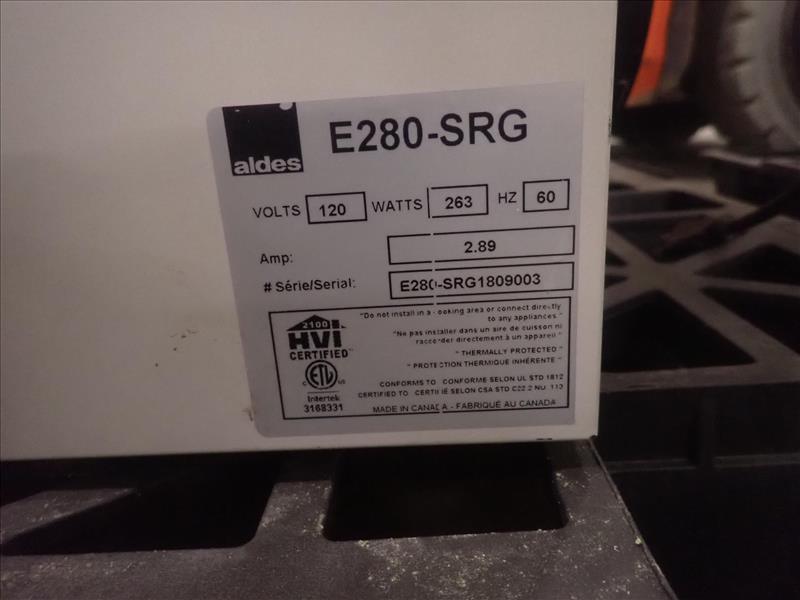 aldes
E280-SRG
VOLTS 120 WATTS 263 HZ 60
Amp: 2.89
# Série/Serial: E280-SRG1809003
2100
HVI
CERTIFIED
C ETL US
Intertek
3168331
"Do not install in a cooking area or connect directly
to any appliances."
"Ne pas installer dans un aire de cuisson ni
raccorder directement à un appareil"
" THERMALLY PROTECTED"
" PROTECTION THERMIQUE INHÉRENTE "
CONFORMS TO CONFORME SELON UL STD 1812
CERTIFIED TO CERTIFIÉ SELON CSA STD C22.2 NO. 113
MADE IN CANADA - FABRIQUÉ AU CANADA